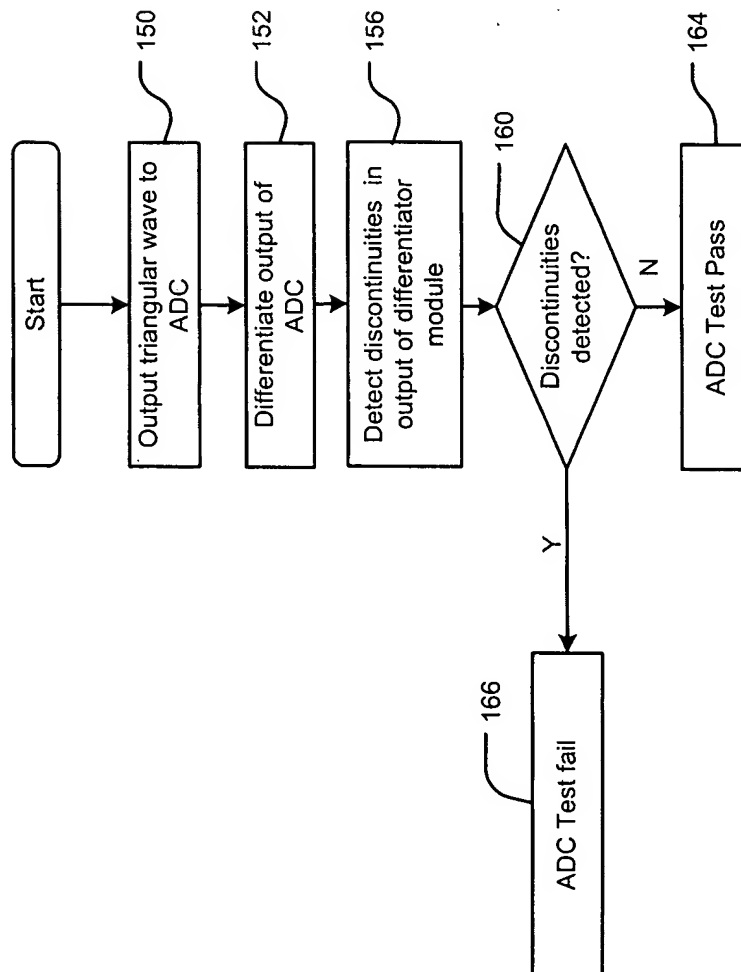 Start
Output triangular wave to
ADC
150
Differentiate output of
ADC
152
Detect discontinuities in
output of differentiator
module
156
Discontinuities
detected?
160
Y
N
ADC Test fail
166
ADC Test Pass
164